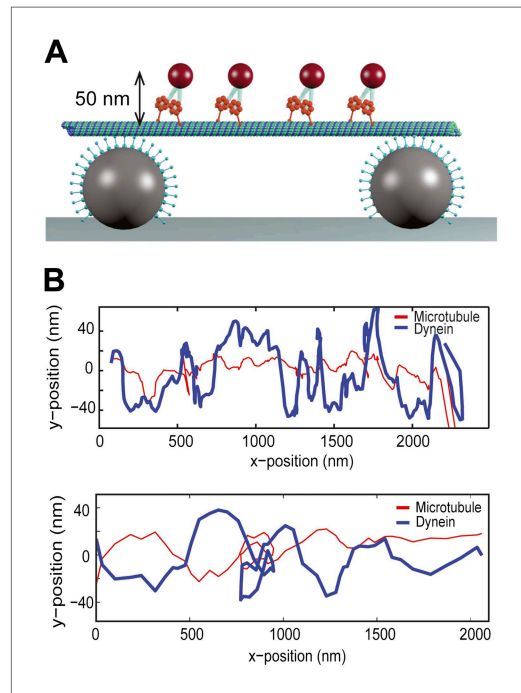 A
50 nm
B
Microtubule
Dynein
y−position (nm)
40
0
−40
0
500
1000
1500
2000
x−position (nm)
Microtubule
Dynein
y−position (nm)
40
0
−40
0
500
1000
1500
2000
x−position (nm)